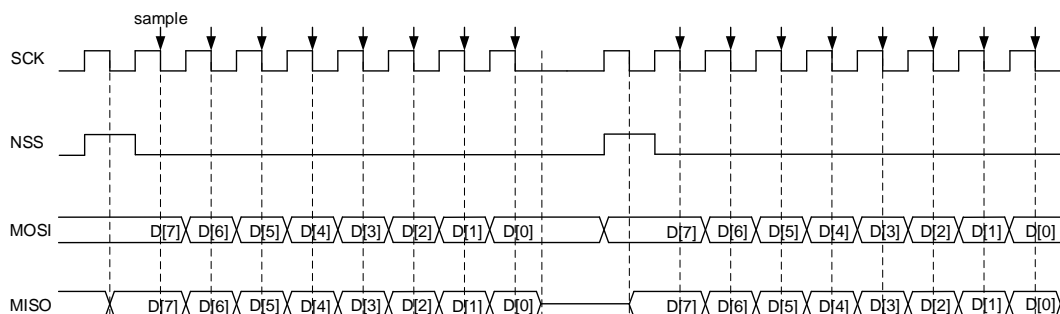 sample
SCK
NSS
MOSI D[7] D[6] D[5] D[4] D[3] D[2] D[1] D[0] D[7] D[6] D[5] D[4] D[3] D[2] D[1] D[0]
MISO D[7] D[6] D[5] D[4] D[3] D[2] D[1] D[0] D[7] D[6] D[5] D[4] D[3] D[2] D[1] D[0]